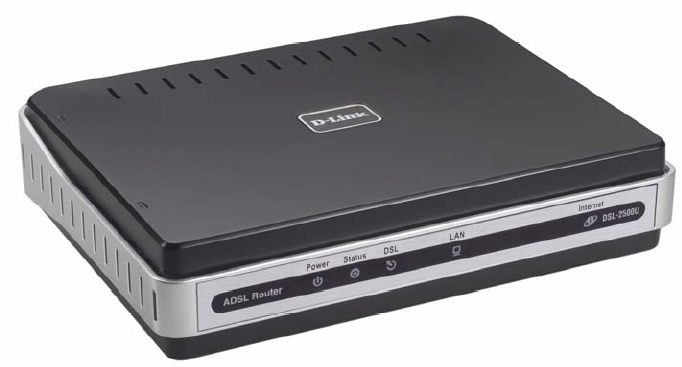 D-Link
Power Status DSL LAN Internet
ADSL Router DSL-2500U